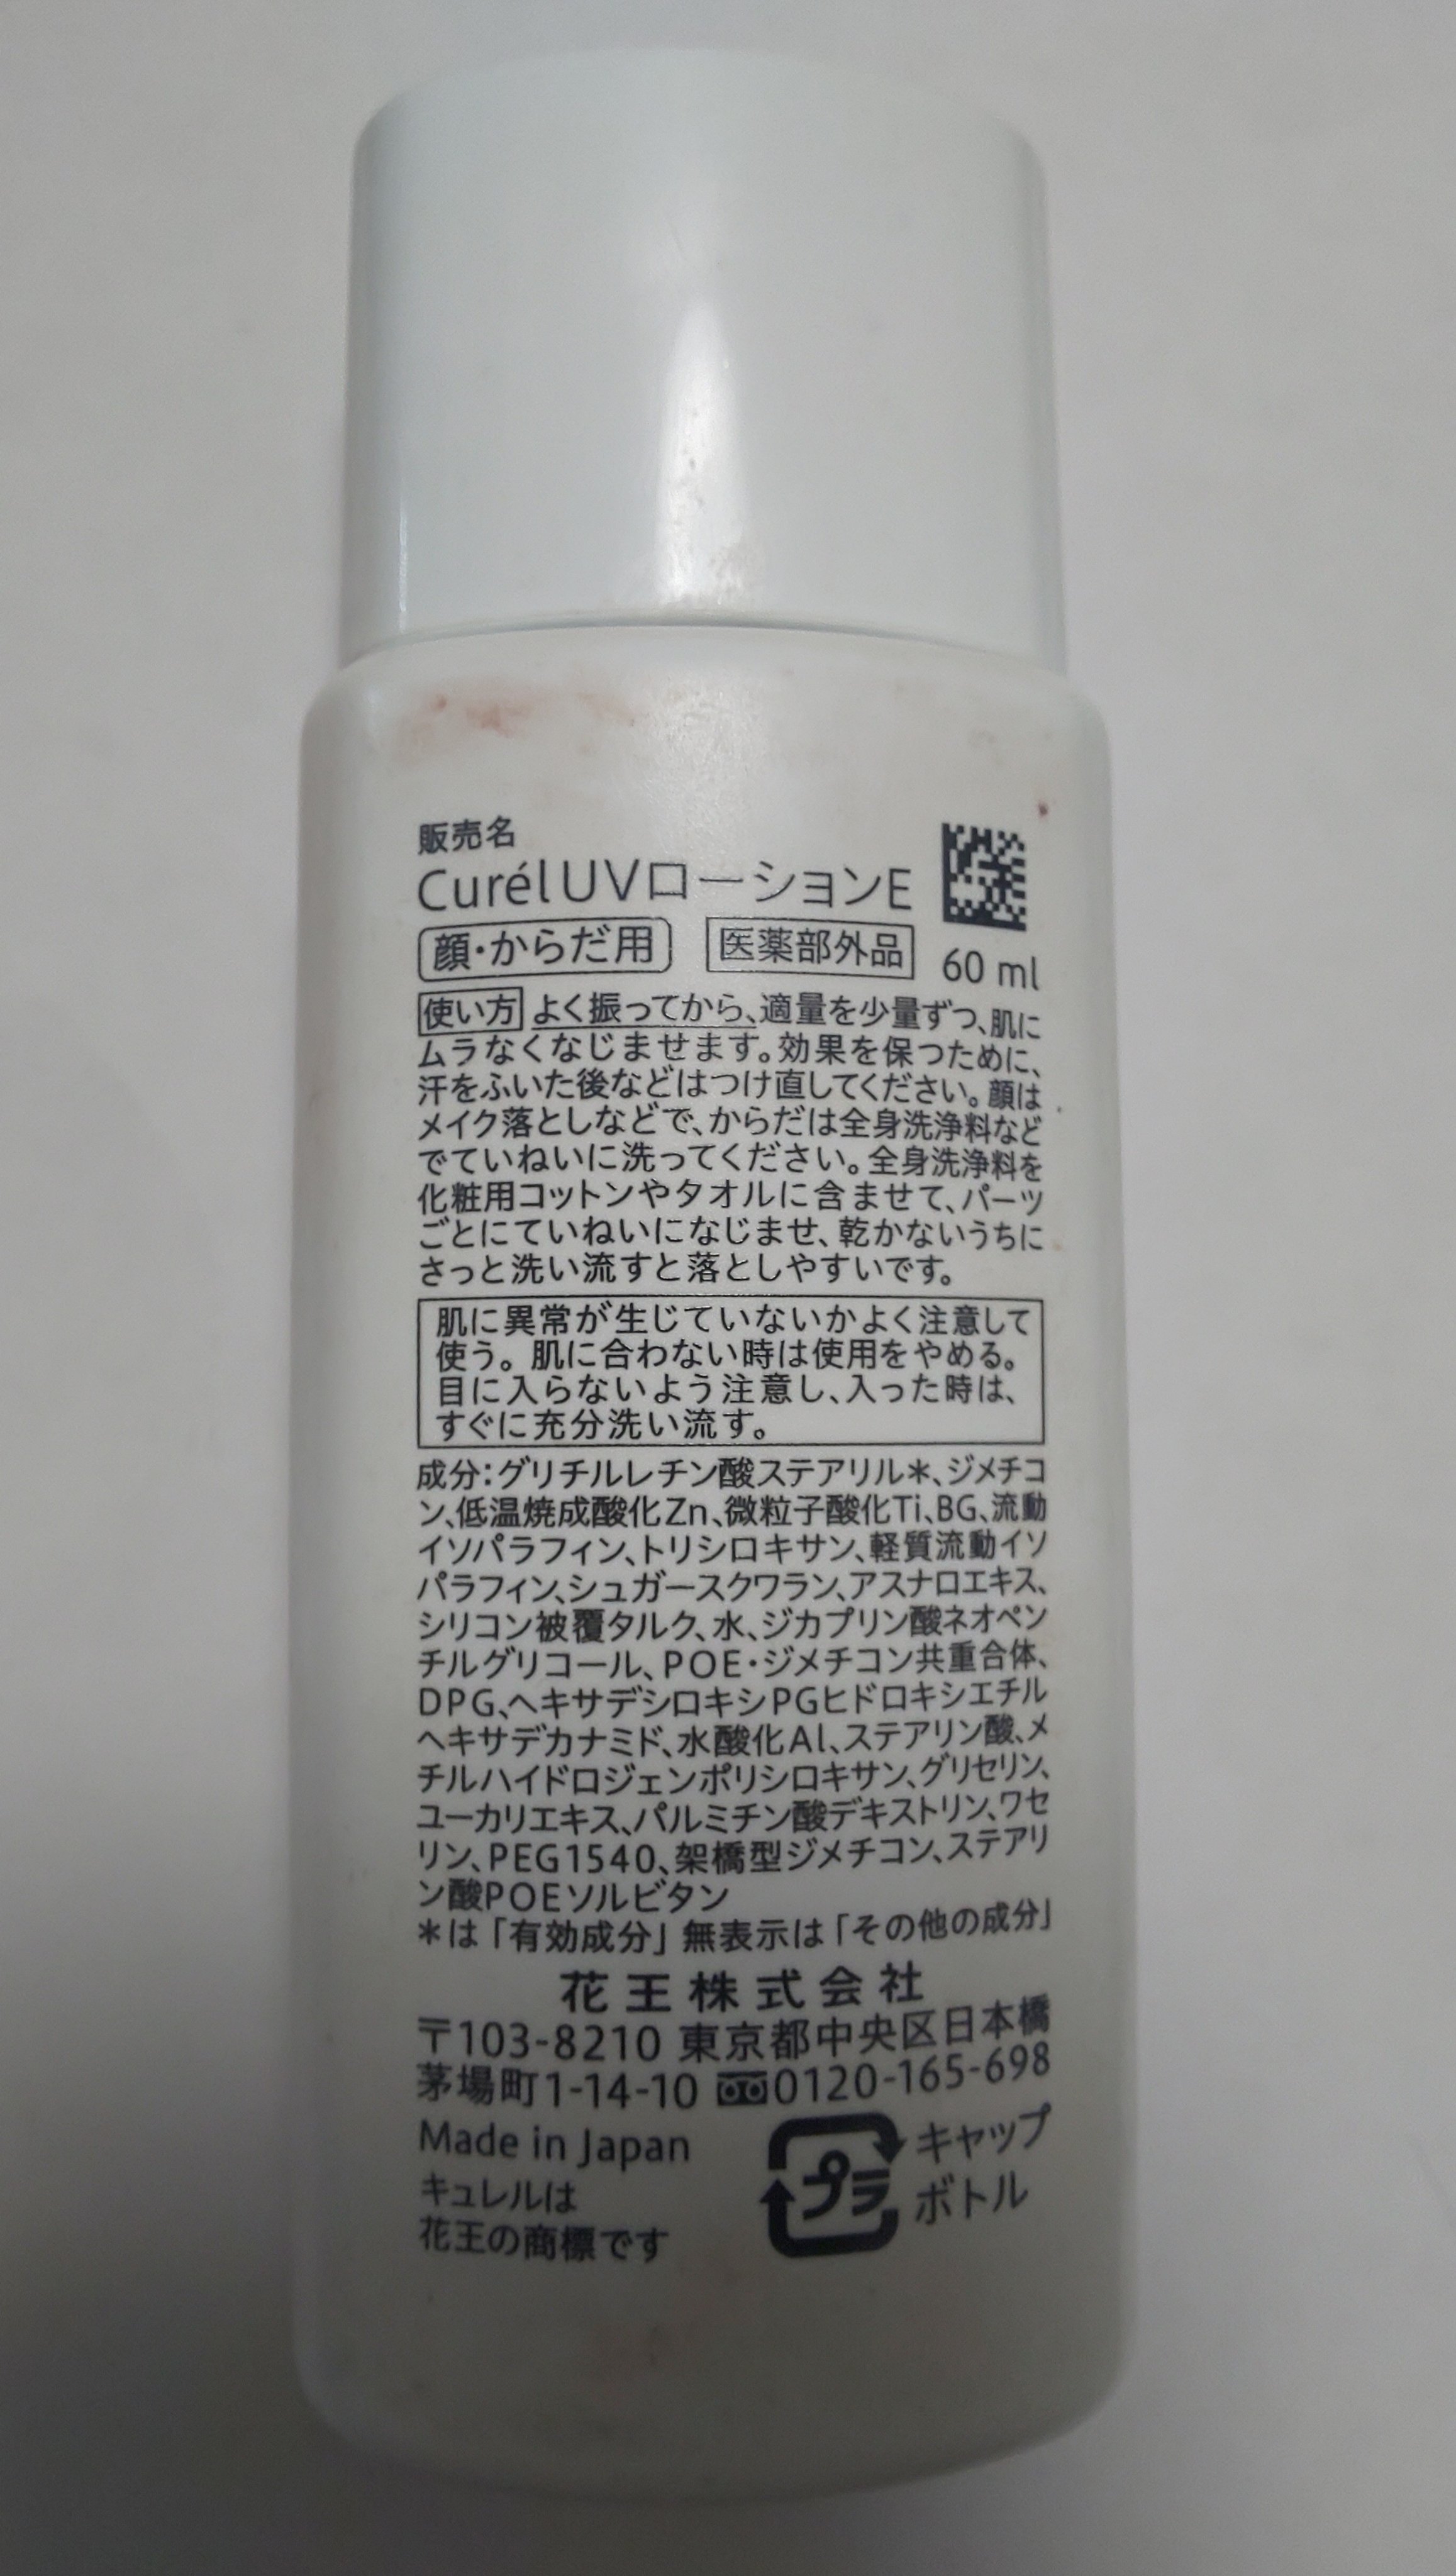 販売名
Curél UVローションE
顔・からだ用 医薬部外品 60 ml
使い方 よく振ってから、適量を少量ずつ、肌に
ムラなくなじませます。効果を保つために、
汗をふいた後などはつけ直してください。顔は
メイク落としなどで、からだは全身洗浄料など
でていねいに洗ってください。全身洗浄料を
化粧用コットンやタオルに含ませて、パーツ
ごとにていねいになじませ、乾かないうちに
さっと洗い流すと落としやすいです。
肌に異常が生じていないかよく注意して
使う。肌に合わない時は使用をやめる。
目に入らないよう注意し、入った時は、
すぐに充分洗い流す。
成分：グリチルレチン酸ステアリル＊、ジメチコ
ン、低温焼成酸化Zn、微粒子酸化Ti、BG、流動
イソパラフィン、トリシロキサン、軽質流動イソ
パラフィン、シュガースクワラン、アスナロエキス、
シリコン被覆タルク、水、ジカプリン酸ネオペン
チルグリコール、POE・ジメチコン共重合体、
DPG、ヘキサデシロキシPGヒドロキシエチル
ヘキサデカナミド、水酸化Al、ステアリン酸、メ
チルハイドロジェンポリシロキサン、グリセリン、
ユーカリエキス、パルミチン酸デキストリン、ワセ
リン、PEG1540、架橋型ジメチコン、ステアリ
ン酸POEソルビタン
＊は「有効成分」無表示は「その他の成分」
花王株式会社
〒103-8210 東京都中央区日本橋
茅場町1-14-10 0120-165-698
Made in Japan
キュレルは
花王の商標です
プラ キャップ
ボトル